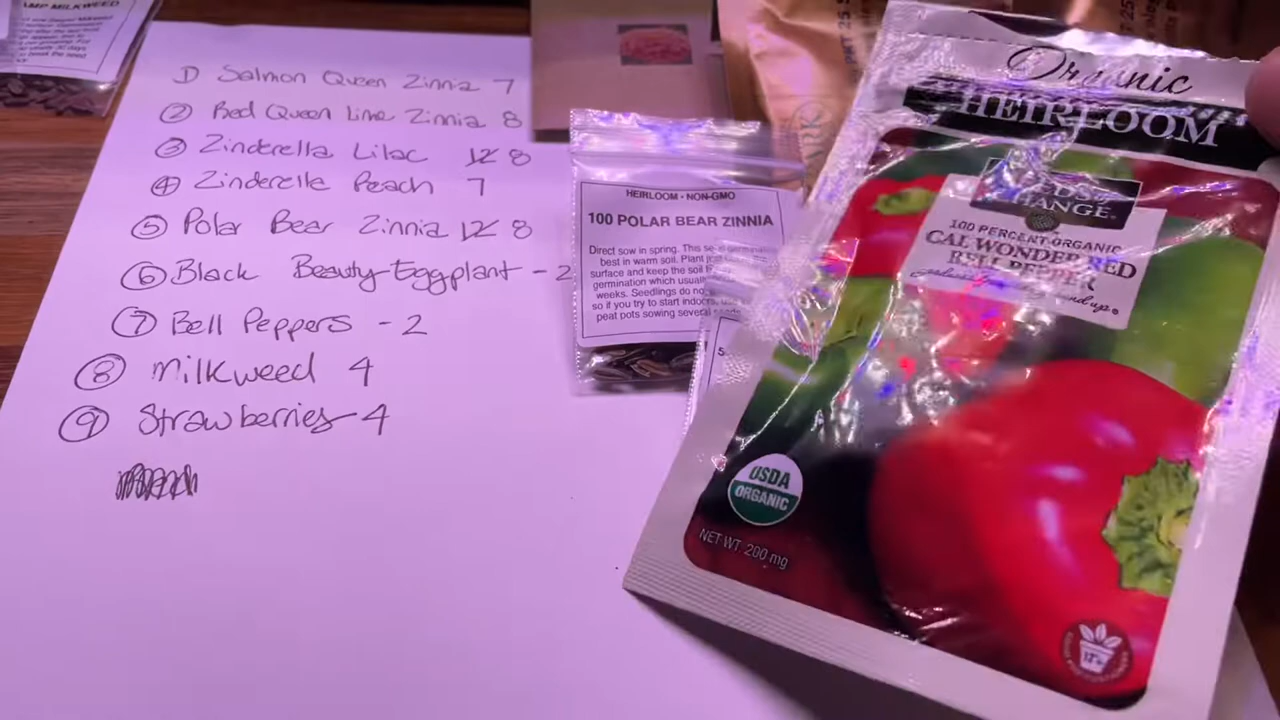 AMP MILKWEED
① Salmon Queen Zinnia 7
② Red Queen Lime Zinnia 8
③ Zinderella Lilac 12 8
④ Zinderella Peach 7
⑤ Polar Bear Zinnia 12 8
⑥ Black Beauty Eggplant - 2
⑦ Bell Peppers - 2
⑧ Milkweed 4
⑨ Strawberries - 4
HEIRLOOM - NON-GMO
100 POLAR BEAR ZINNIA
Direct sow in spring. This
best in warm soil. Plant
surface and keep the soil
germination which
weeks. Seedlings do
so if you try to start indoors,
peat pots sowing several seeds
Organic
HEIRLOOM
CHANGE
100 PERCENT ORGANIC
CAL WONDER RED
BELL PEPPER
USDA
ORGANIC
NET WT. 200 mg